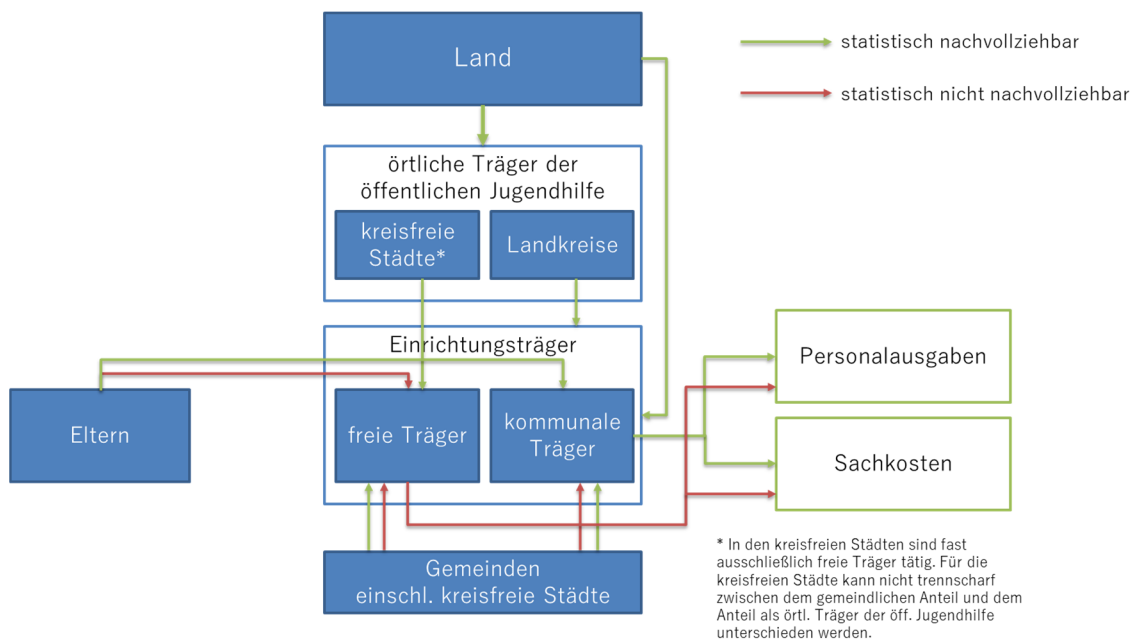 Land
statistisch nachvollziehbar
statistisch nicht nachvollziehbar
örtliche Träger der
öffentlichen Jugendhilfe
kreisfreie
Städte*
Landkreise
Einrichtungsträger
Eltern
freie Träger
kommunale
Träger
Personalausgaben
Sachkosten
Gemeinden
einschl. kreisfreie Städte
* In den kreisfreien Städten sind fast
ausschließlich freie Träger tätig. Für die
kreisfreien Städte kann nicht trennscharf
zwischen dem gemeindlichen Anteil und dem
Anteil als örtl. Träger der öff. Jugendhilfe
unterschieden werden.